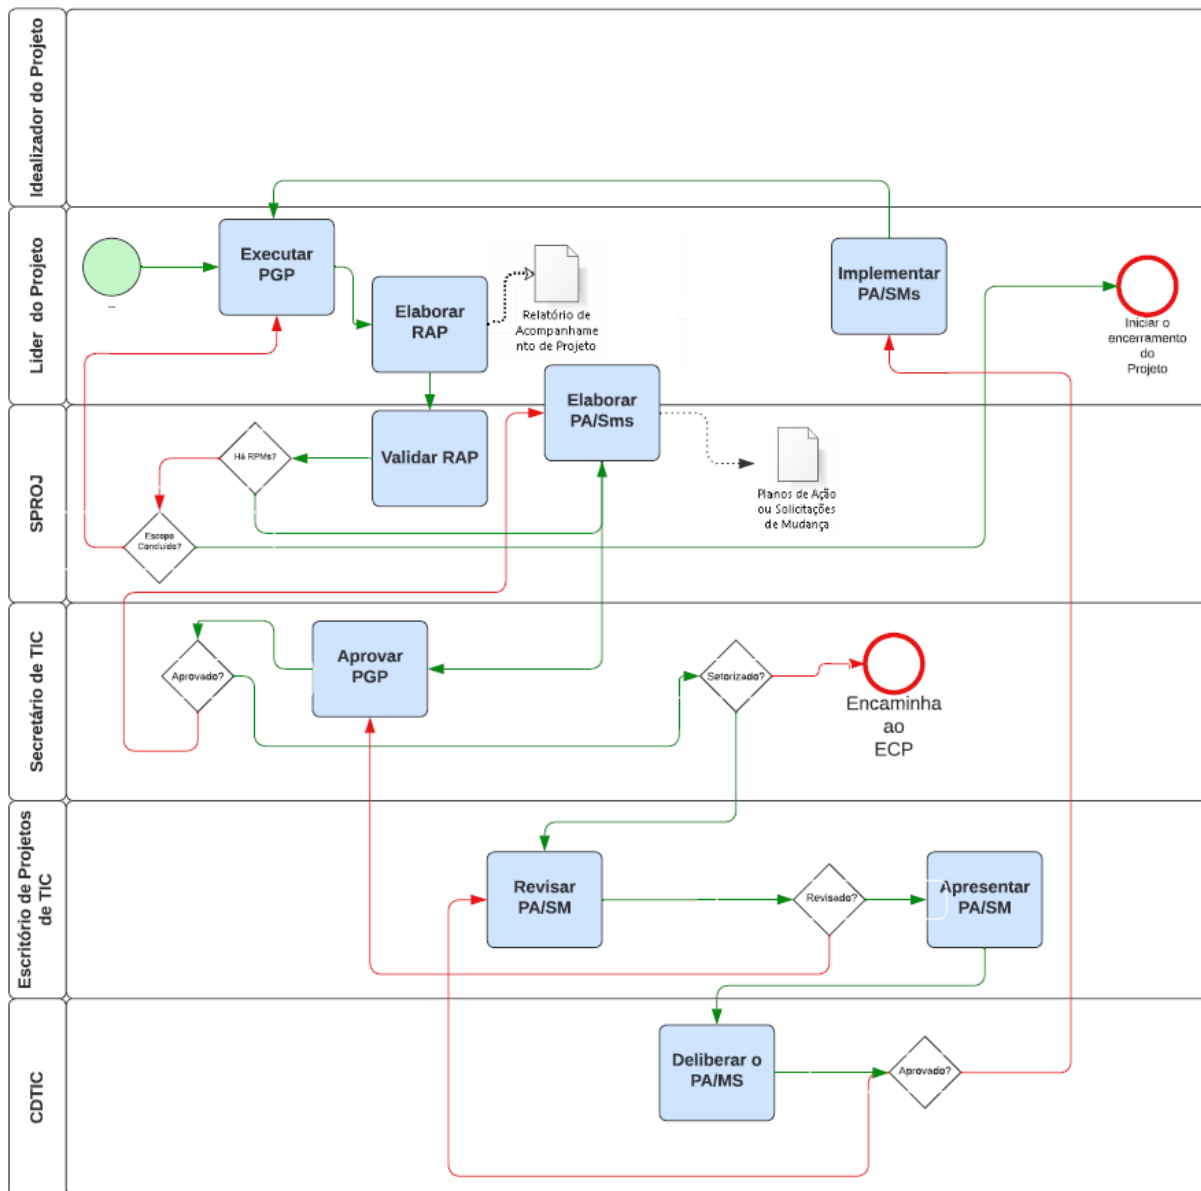 Idealizador do Projeto
Executar
PGP
Elaborar
RAP
Relatório de
Acompanhame
nto de Projeto
Implementar
PA/SMs
Iniciar o
encerramento
do
Projeto
Líder do Projeto
Elaborar
PA/Sms
Validar RAP
Há RPMs?
Escopo
Concluído?
Planos de Ação
ou Solicitações
de Mudança
SPROJ
Aprovar
PGP
Aprovado?
Setorizado?
Encaminha
ao
ECP
Secretário de TIC
Revisar
PA/SM
Revisado?
Apresentar
PA/SM
Escritório de Projetos
de TIC
Deliberar o
PA/MS
Aprovado?
CDTIC